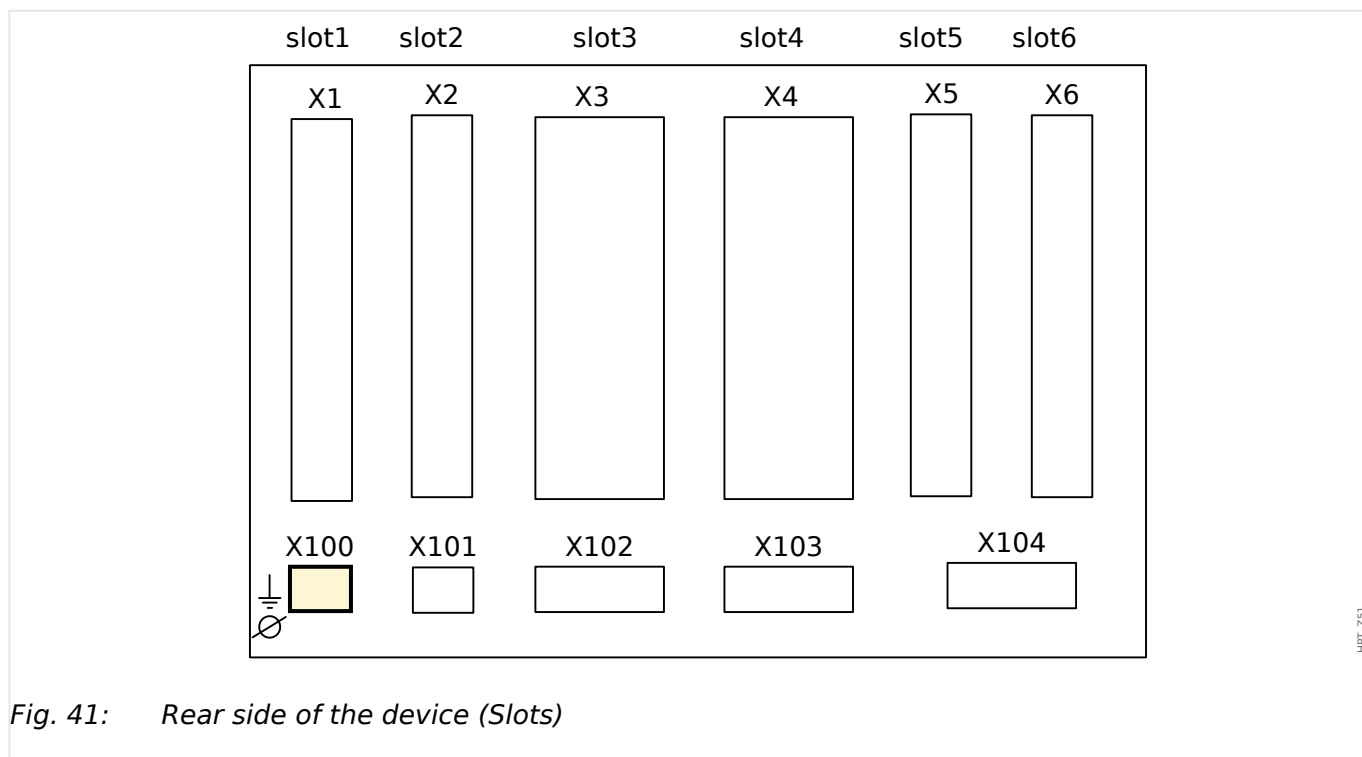 slot1 slot2 slot3 slot4 slot5 slot6
X1 X2 X3 X4 X5 X6
X100 X101 X102 X103 X104
Fig. 41: Rear side of the device (Slots)